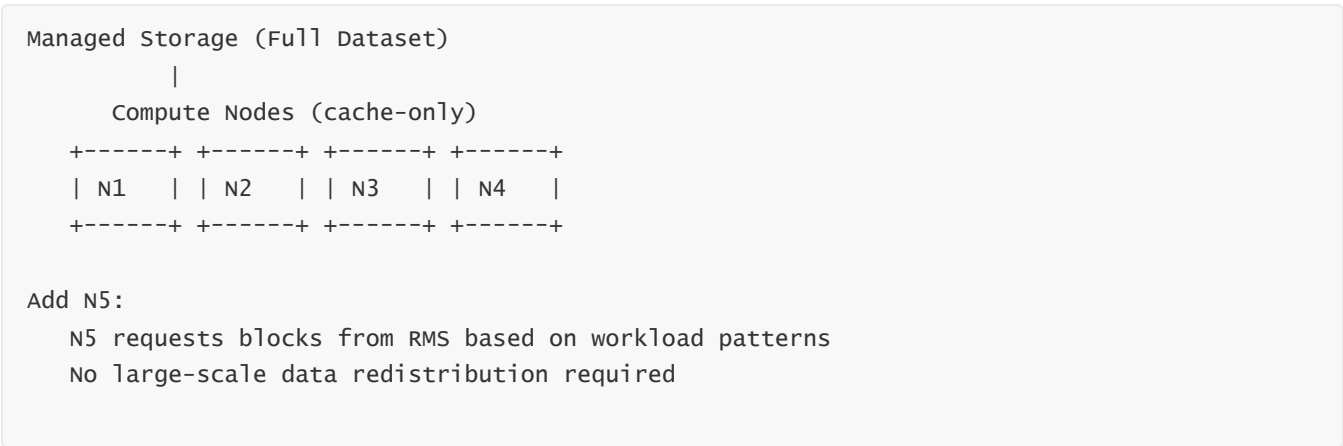 Managed Storage (Full Dataset)
          |
      Compute Nodes (cache-only)
   +------+ +------+ +------+ +------+
   | N1   | | N2   | | N3   | | N4   |
   +------+ +------+ +------+ +------+
Add N5:
   N5 requests blocks from RMS based on workload patterns
   No large-scale data redistribution required